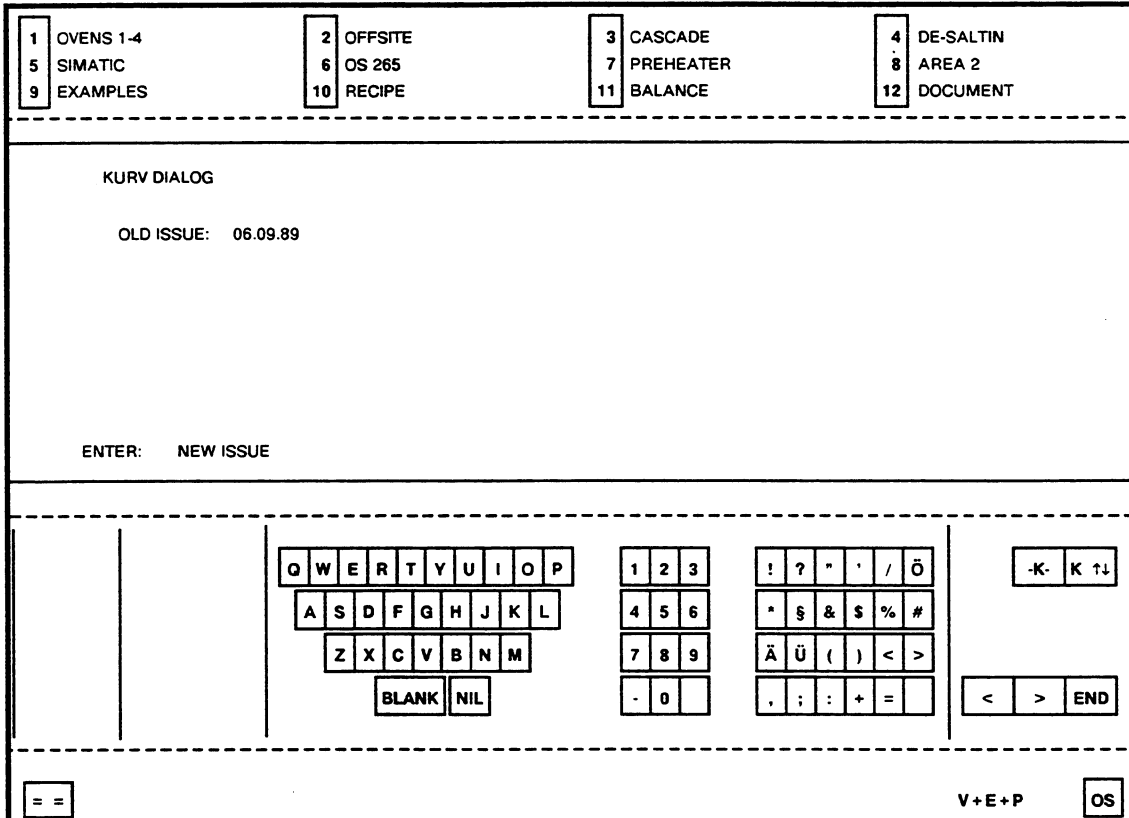 1 OVENS 1-4 2 OFFSITE 3 CASCADE 4 DE-SALTIN
5 SIMATIC 6 OS 265 7 PREHEATER 8 AREA 2
9 EXAMPLES 10 RECIPE 11 BALANCE 12 DOCUMENT
KURV DIALOG
OLD ISSUE: 06.09.89
ENTER: NEW ISSUE
Q W E R T Y U I O P 1 2 3 ! ? " ' / Ö -K- K ↑↓
A S D F G H J K L 4 5 6 * § & $ % #
Z X C V B N M 7 8 9 Ä Ü ( ) < >
BLANK NIL - 0 , ; : + = < > END
= = V+E+P OS